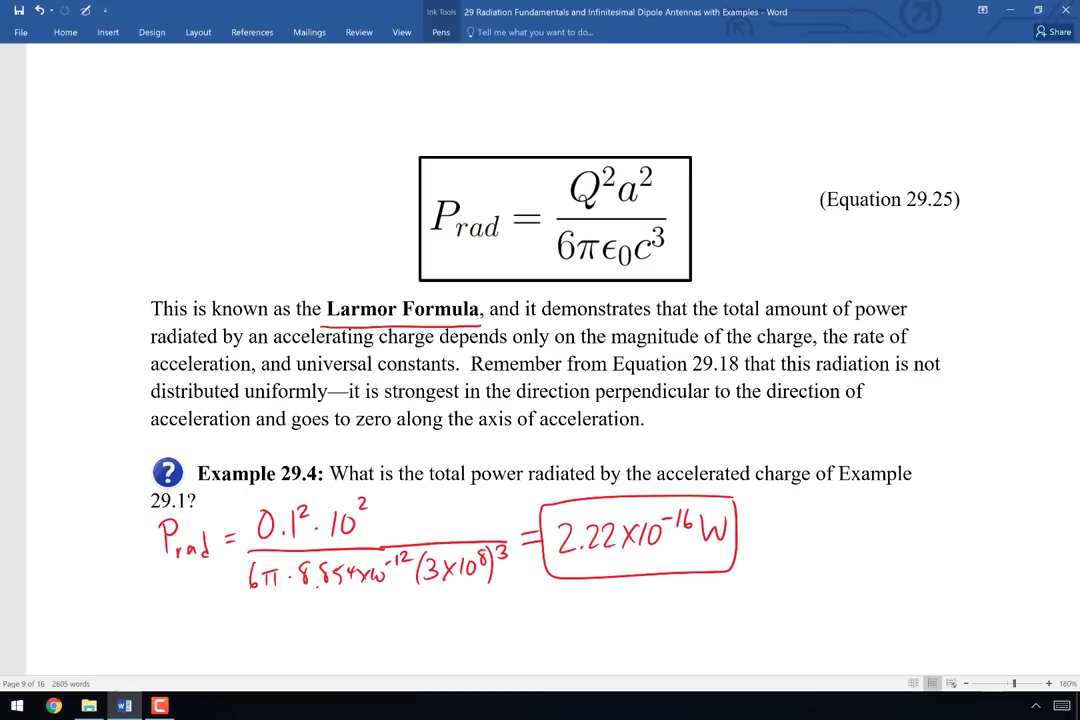 Ink Tools 29 Radiation Fundamentals and Infinitesimal Dipole Antennas with Examples - Word
File Home Insert Design Layout References Mailings Review View Pens Tell me what you want to do... Share
P_rad = Q²a² / 6πϵ₀c³ (Equation 29.25)
This is known as the Larmor Formula, and it demonstrates that the total amount of power
radiated by an accelerating charge depends only on the magnitude of the charge, the rate of
acceleration, and universal constants. Remember from Equation 29.18 that this radiation is not
distributed uniformly—it is strongest in the direction perpendicular to the direction of
acceleration and goes to zero along the axis of acceleration.
? Example 29.4: What is the total power radiated by the accelerated charge of Example
29.1?
P_rad = 0.1² · 10² / 6π · 8.854x10⁻¹² (3x10⁸)³ = 2.22x10⁻¹⁶ W
Page 9 of 16 2605 words 180%